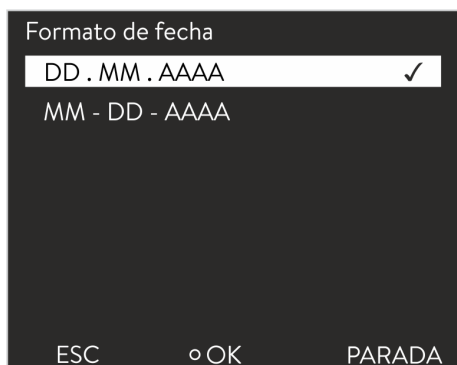 Formato de fecha
DD . MM . AAAA ✓
MM - DD - AAAA
ESC ○ OK PARADA